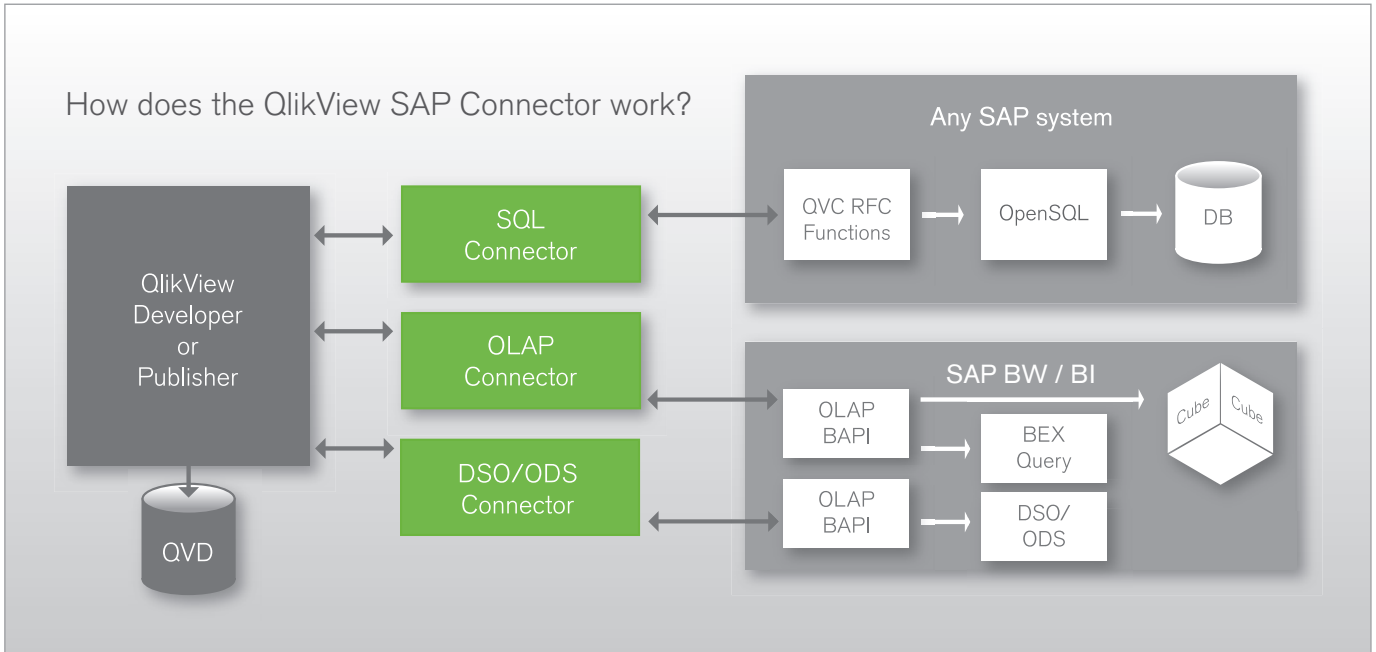 How does the QlikView SAP Connector work?
QlikView
Developer
or
Publisher
QVD
SQL
Connector
OLAP
Connector
DSO/ODS
Connector
Any SAP system
QVC RFC
Functions
OpenSQL
DB
SAP BW / BI
OLAP
BAPI
BEX
Query
Cube
Cube
OLAP
BAPI
DSO/
ODS